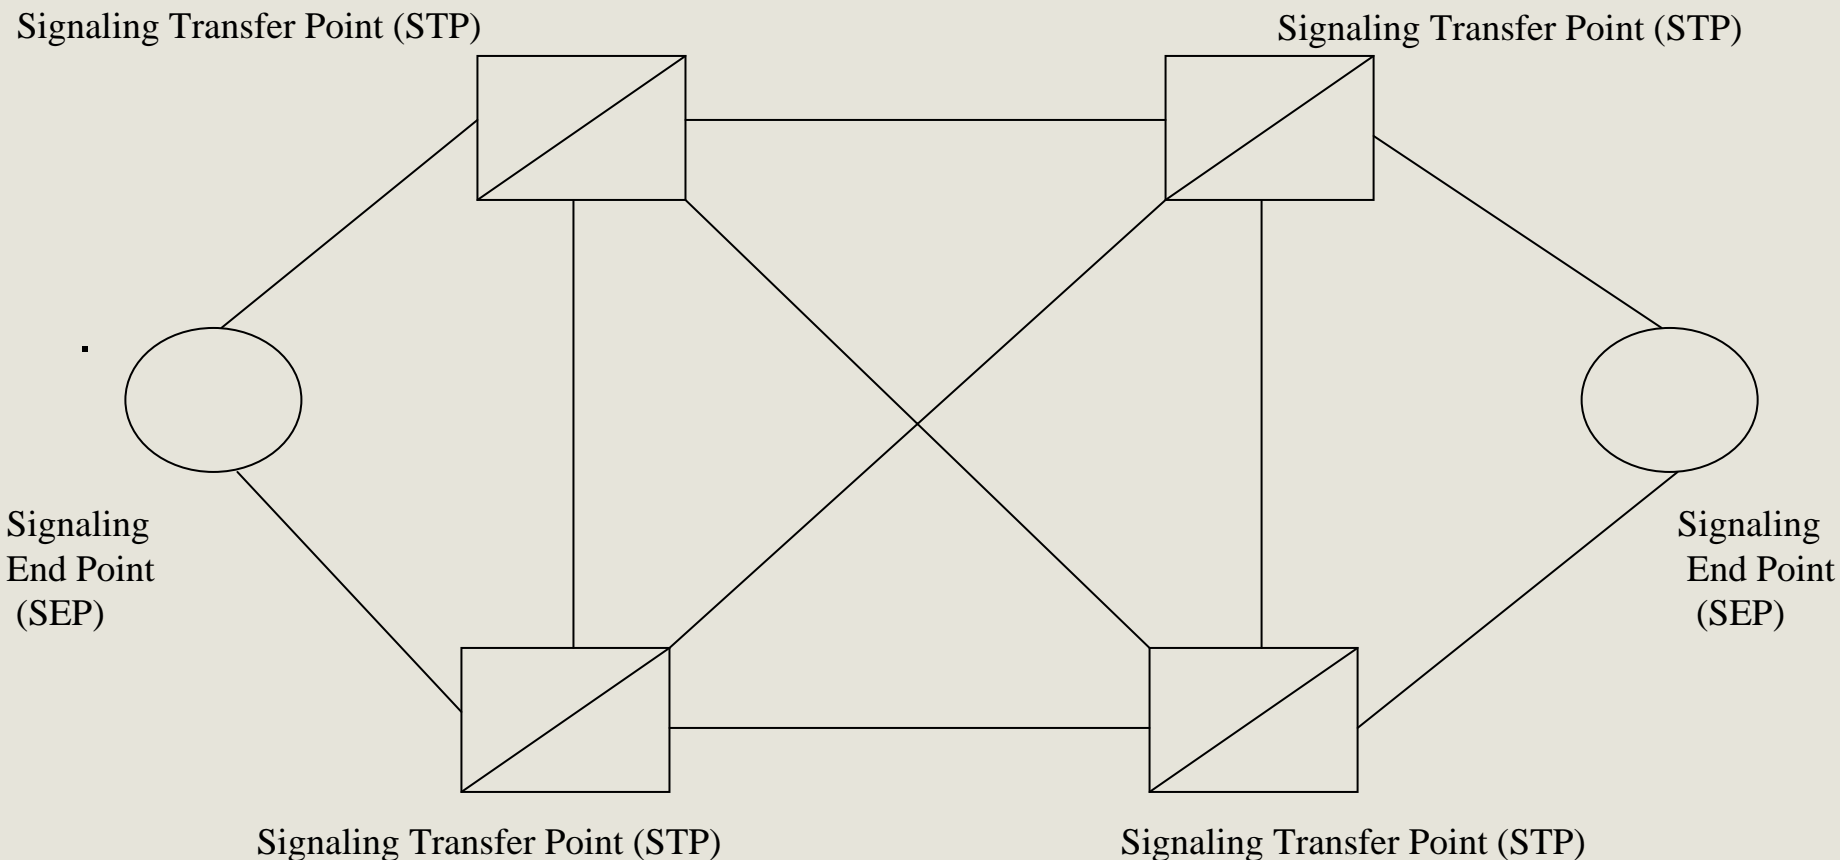 Signaling Transfer Point (STP)
Signaling Transfer Point (STP)
Signaling
End Point
(SEP)
Signaling
End Point
(SEP)
Signaling Transfer Point (STP)
Signaling Transfer Point (STP)